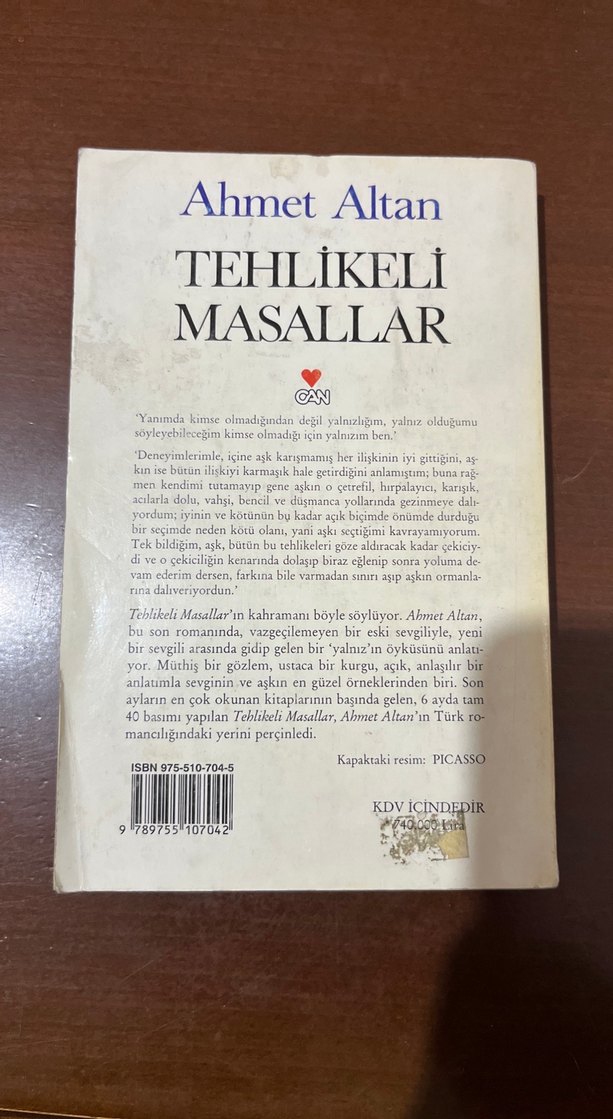 Ahmet Altan
TEHLİKELİ
MASALLAR
CAN
'Yanımda kimse olmadığından değil yalnızlığım, yalnız olduğumu
söyleyebileceğim kimse olmadığı için yalnızım ben.'
'Deneyimlerimle, içine aşk karışmamış her ilişkinin iyi gittiğini, aş-
kın ise bütün ilişkiyi karmaşık hale getirdiğini anlamıştım; buna rağ-
men kendimi tutamayıp gene aşkın o çetrefil, hırpalayıcı, karışık,
acılarla dolu, vahşi, bencil ve düşmanca yollarında gezinmeye dalı-
yordum; iyinin ve kötünün bu kadar açık biçimde önümde durduğu
bir seçimde neden kötü olanı, yani aşkı seçtiğimi kavrayamıyorum.
Tek bildiğim, aşk, bütün bu tehlikeleri göze aldıracak kadar çekiciy-
di ve o çekiciliğin kenarında dolaşıp biraz eğlenip sonra yoluma de-
vam ederim dersen, farkına bile varmadan sınırı aşıp aşkın ormanla-
rına dalıveriyordun.'
Tehlikeli Masallar'ın kahramanı böyle söylüyor. Ahmet Altan,
bu son romanında, vazgeçilemeyen bir eski sevgiliyle, yeni
bir sevgili arasında gidip gelen bir 'yalnız'ın öyküsünü anlatı-
yor. Müthiş bir gözlem, ustaca bir kurgu, açık, anlaşılır bir
anlatımla sevginin ve aşkın en güzel örneklerinden biri. Son
ayların en çok okunan kitaplarının başında gelen, 6 ayda tam
40 basımı yapılan Tehlikeli Masallar, Ahmet Altan'ın Türk ro-
mancılığındaki yerini perçinledi.
Kapaktaki resim: PICASSO
ISBN 975-510-704-5
9 789755 107042
KDV İÇİNDEDİR
740.000 Lira